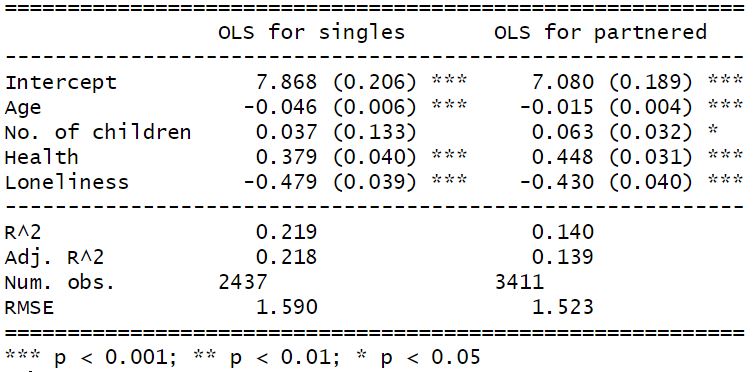 ===========================================================
                 OLS for singles       OLS for partnered
-----------------------------------------------------------
Intercept           7.868 (0.206) ***     7.080 (0.189) ***
Age                -0.046 (0.006) ***    -0.015 (0.004) ***
No. of children     0.037 (0.133)         0.063 (0.032) *
Health              0.379 (0.040) ***     0.448 (0.031) ***
Loneliness         -0.479 (0.039) ***    -0.430 (0.040) ***
-----------------------------------------------------------
R^2                 0.219                 0.140
Adj. R^2            0.218                 0.139
Num. obs.        2437                  3411
RMSE                1.590                 1.523
===========================================================
*** p < 0.001; ** p < 0.01; * p < 0.05